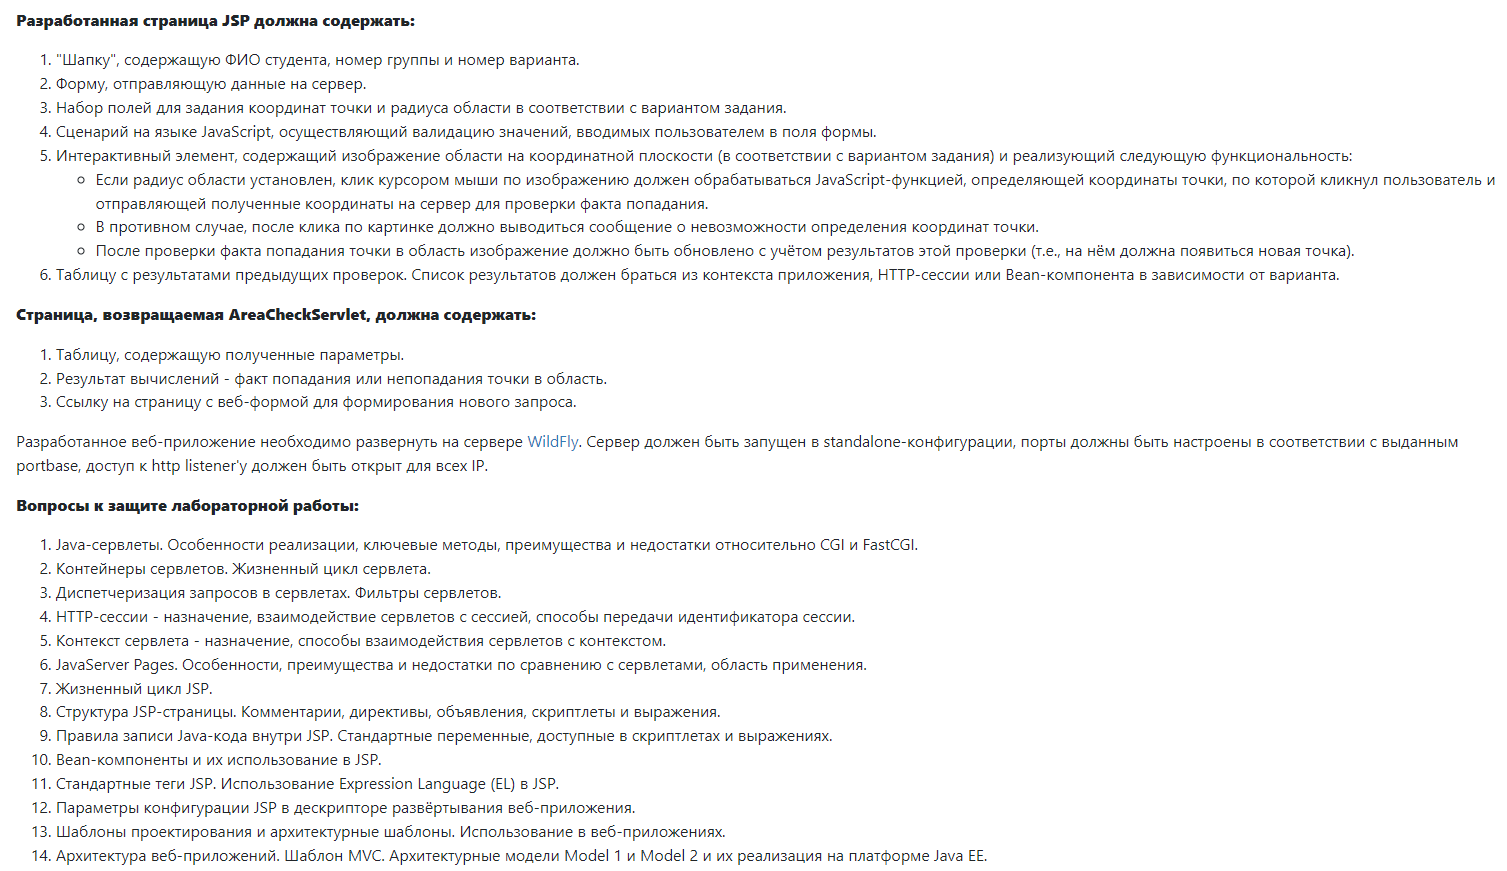 Разработанная страница JSP должна содержать:
1. "Шапку", содержащую ФИО студента, номер группы и номер варианта.
2. Форму, отправляющую данные на сервер.
3. Набор полей для задания координат точки и радиуса области в соответствии с вариантом задания.
4. Сценарий на языке JavaScript, осуществляющий валидацию значений, вводимых пользователем в поля формы.
5. Интерактивный элемент, содержащий изображение области на координатной плоскости (в соответствии с вариантом задания) и реализующий следующую функциональность:
○ Если радиус области установлен, клик курсором мыши по изображению должен обрабатываться JavaScript-функцией, определяющей координаты точки, по которой кликнул пользователь и
отправляющей полученные координаты на сервер для проверки факта попадания.
○ В противном случае, после клика по картинке должно выводиться сообщение о невозможности определения координат точки.
○ После проверки факта попадания точки в область изображение должно быть обновлено с учётом результатов этой проверки (т.е., на нём должна появиться новая точка).
6. Таблицу с результатами предыдущих проверок. Список результатов должен браться из контекста приложения, HTTP-сессии или Bean-компонента в зависимости от варианта.
Страница, возвращаемая AreaCheckServlet, должна содержать:
1. Таблицу, содержащую полученные параметры.
2. Результат вычислений - факт попадания или непопадания точки в область.
3. Ссылку на страницу с веб-формой для формирования нового запроса.
Разработанное веб-приложение необходимо развернуть на сервере WildFly. Сервер должен быть запущен в standalone-конфигурации, порты должны быть настроены в соответствии с выданным
portbase, доступ к http listener'у должен быть открыт для всех IP.
Вопросы к защите лабораторной работы:
1. Java-сервлеты. Особенности реализации, ключевые методы, преимущества и недостатки относительно CGI и FastCGI.
2. Контейнеры сервлетов. Жизненный цикл сервлета.
3. Диспетчеризация запросов в сервлетах. Фильтры сервлетов.
4. HTTP-сессии - назначение, взаимодействие сервлетов с сессией, способы передачи идентификатора сессии.
5. Контекст сервлета - назначение, способы взаимодействия сервлетов с контекстом.
6. JavaServer Pages. Особенности, преимущества и недостатки по сравнению с сервлетами, область применения.
7. Жизненный цикл JSP.
8. Структура JSP-страницы. Комментарии, директивы, объявления, скриптлеты и выражения.
9. Правила записи Java-кода внутри JSP. Стандартные переменные, доступные в скриптлетах и выражениях.
10. Bean-компоненты и их использование в JSP.
11. Стандартные теги JSP. Использование Expression Language (EL) в JSP.
12. Параметры конфигурации JSP в дескрипторе развёртывания веб-приложения.
13. Шаблоны проектирования и архитектурные шаблоны. Использование в веб-приложениях.
14. Архитектура веб-приложений. Шаблон MVC. Архитектурные модели Model 1 и Model 2 и их реализация на платформе Java EE.